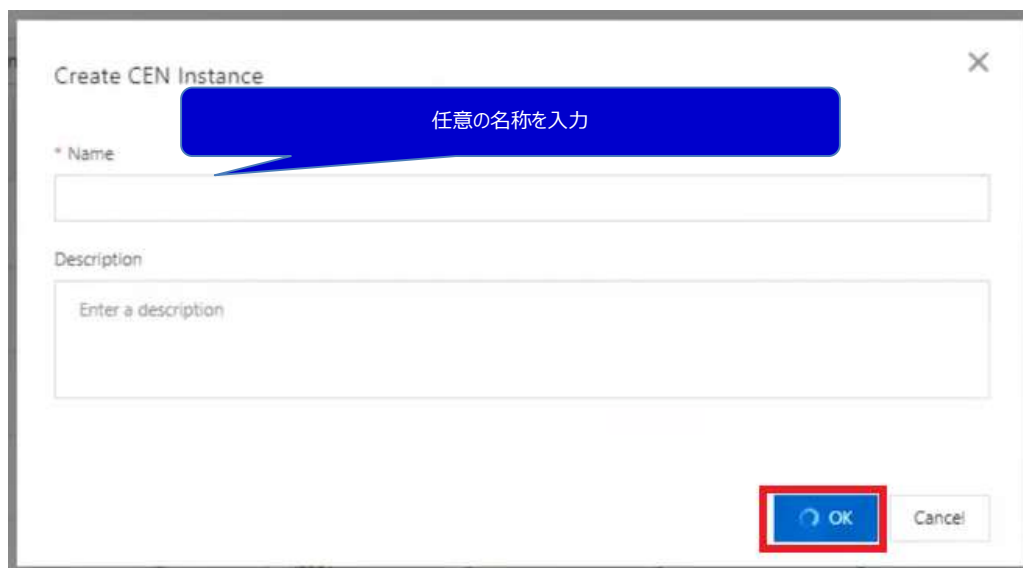 Create CEN Instance
任意の名称を入力
* Name
Description
Enter a description
OK
Cancel